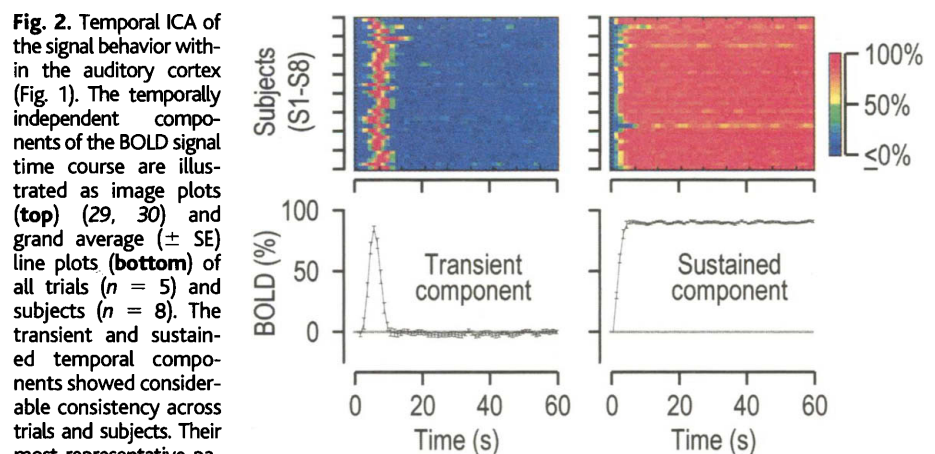 Fig. 2. Temporal ICA of
the signal behavior with-
in the auditory cortex
(Fig. 1). The temporally
independent compo-
nents of the BOLD signal
time course are illus-
trated as image plots
(top) (29, 30) and
grand average (± SE)
line plots (bottom) of
all trials (n = 5) and
subjects (n = 8). The
transient and sustain-
ed temporal compo-
nents showed consider-
able consistency across
trials and subjects. Their
most representative pa-
Subjects
(S1-S8)
100%
50%
<0%
BOLD (%)
100
50
0
Transient
component
Sustained
component
0 20 40 60
0 20 40 60
Time (s)
Time (s)